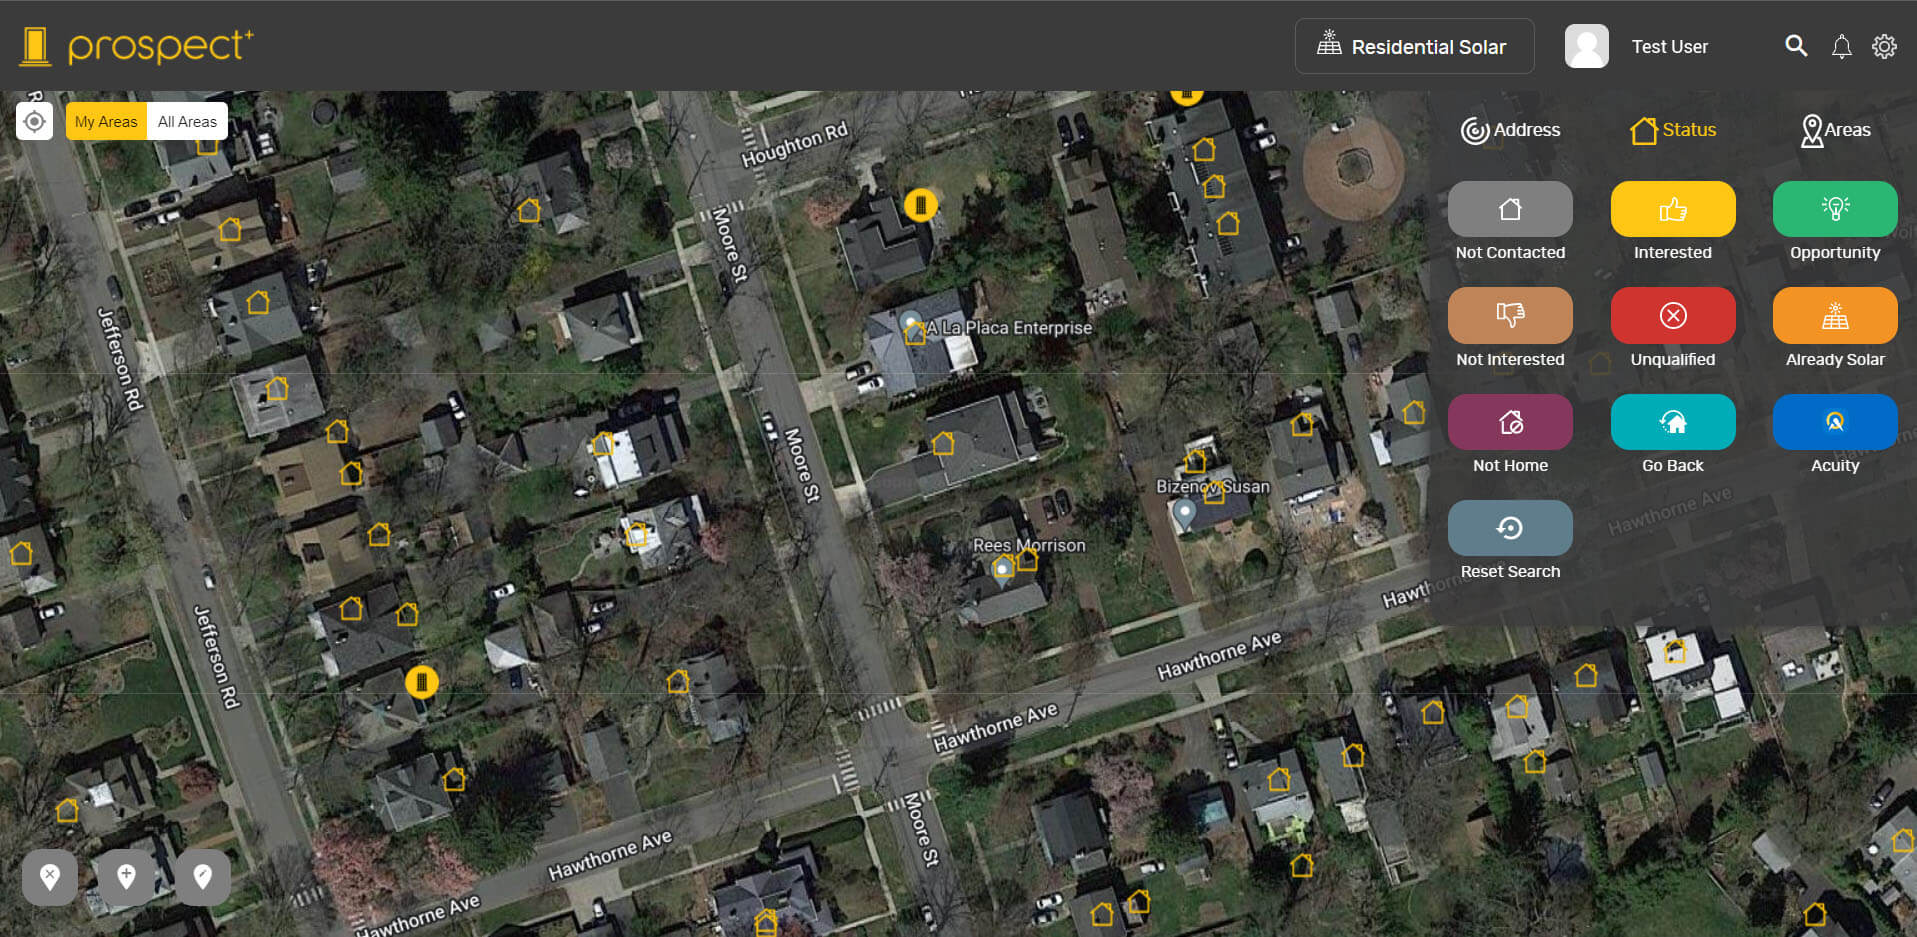 prospect+
Residential Solar
Test User
My Areas
All Areas
Address
Status
Areas
Not Contacted
Interested
Opportunity
Not Interested
Unqualified
Already Solar
Not Home
Go Back
Acuity
Reset Search
Houghton Rd
Moore St
Jefferson Rd
A La Placa Enterprise
Moore St
Bizenov Susan
Hawthorne Ave
Rees Morrison
Hawthorne
Jefferson Rd
Hawthorne Ave
Hawthorne Ave
Moore St
Hawthorne Ave
Hawthorne Ave